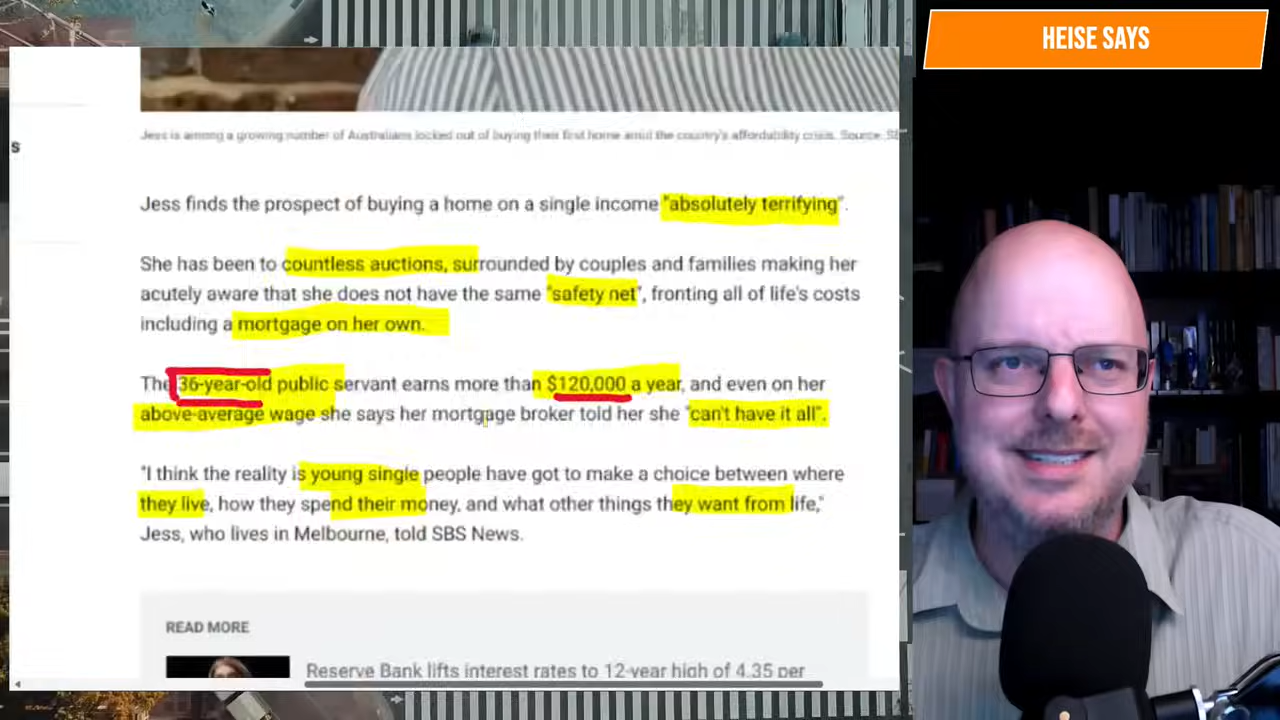 HEISE SAYS
Jess is among a growing number of Australians locked out of buying their first home amid the country's affordability crisis. Source:
s
Jess finds the prospect of buying a home on a single income "absolutely terrifying".
She has been to countless auctions, surrounded by couples and families making her
acutely aware that she does not have the same "safety net", fronting all of life's costs
including a mortgage on her own.
The 36-year-old public servant earns more than $120,000 a year, and even on her
above-average wage she says her mortgage broker told her she "can't have it all".
"I think the reality is young single people have got to make a choice between where
they live, how they spend their money, and what other things they want from life,"
Jess, who lives in Melbourne, told SBS News.
READ MORE
Reserve Bank lifts interest rates to 12-year high of 4.35 per